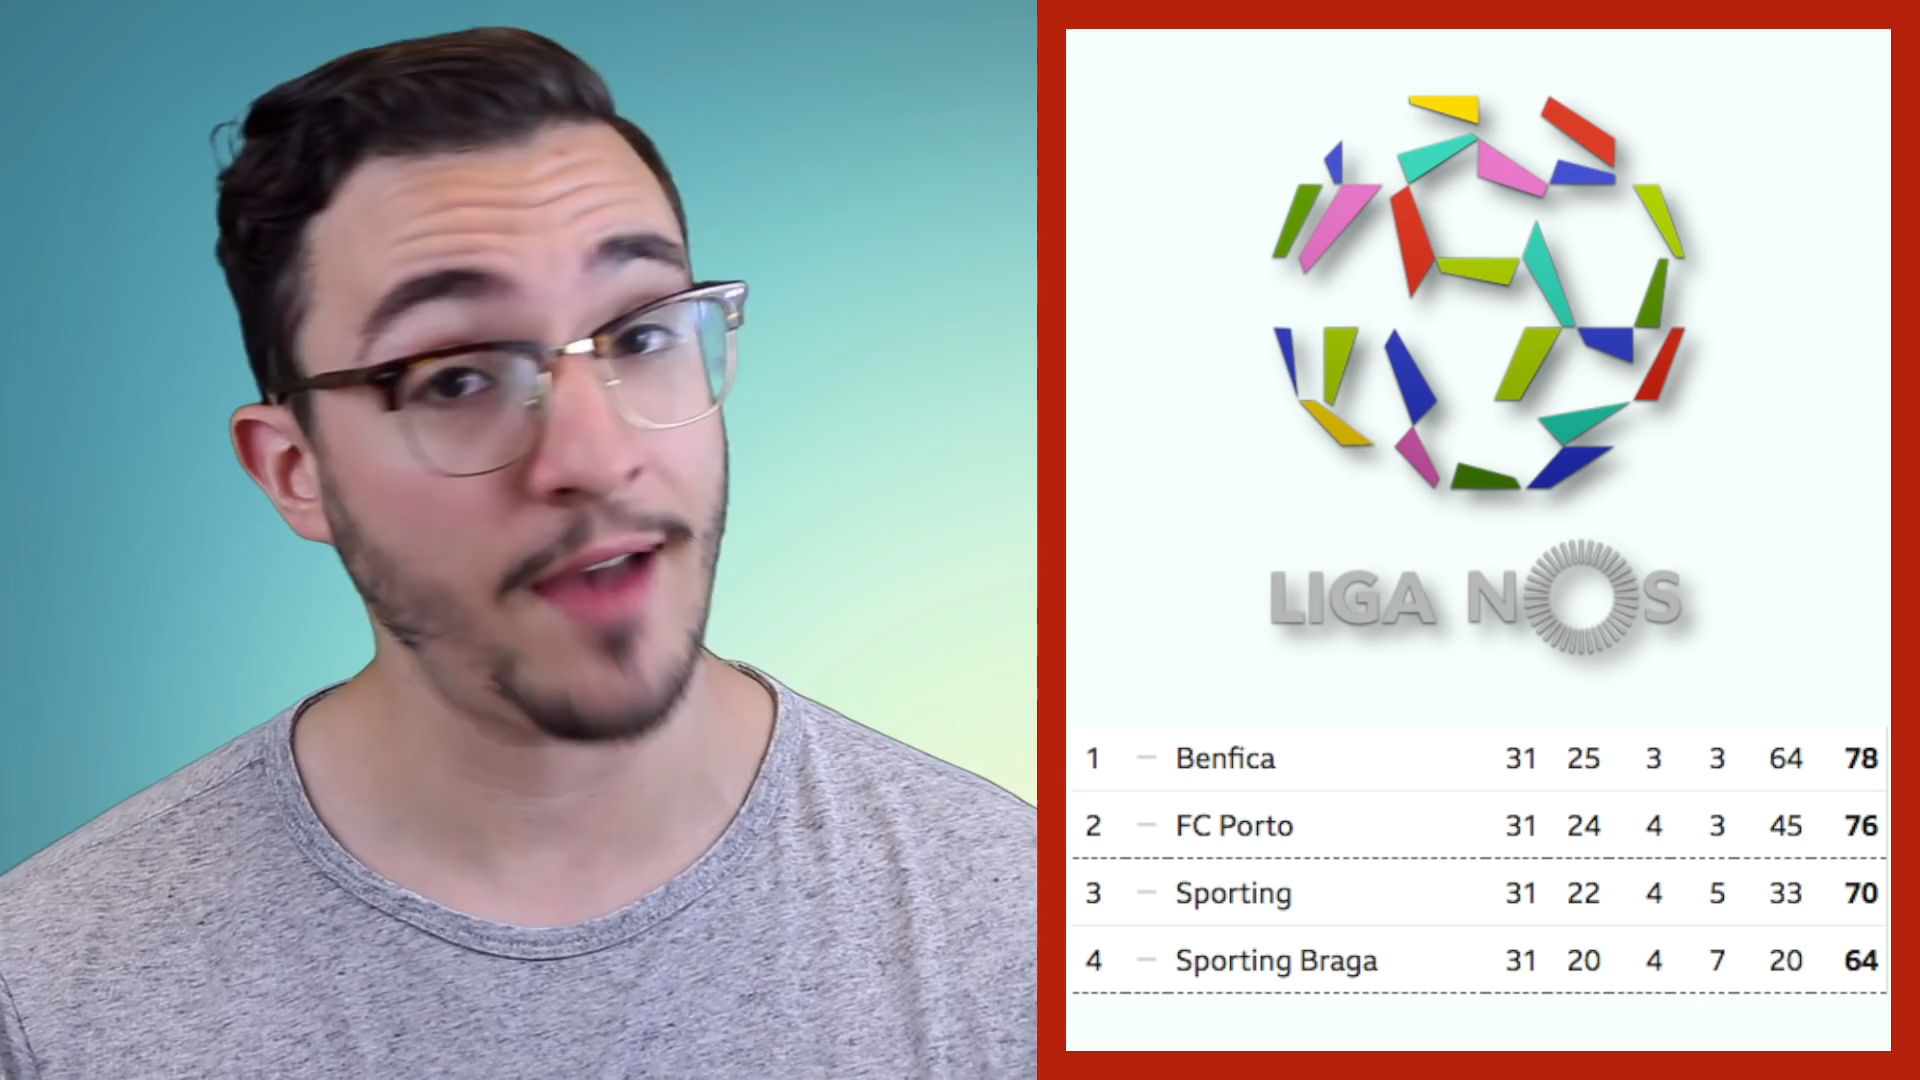 LIGA NOS
1 – Benfica 31 25 3 3 64 78
2 – FC Porto 31 24 4 3 45 76
3 – Sporting 31 22 4 5 33 70
4 – Sporting Braga 31 20 4 7 20 64